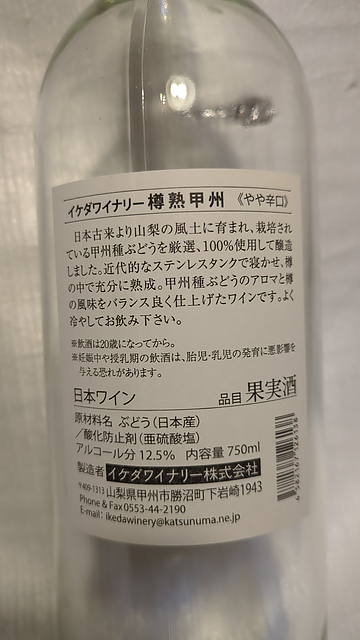 イケダワイナリー 樽熟甲州 《やや辛口》
日本古来より山梨の風土に育まれ、栽培され
ている甲州種ぶどうを厳選、100%使用して醸造
しました。近代的なステンレスタンクで寝かせ、樽
の中で充分に熟成。甲州種ぶどうのアロマと樽
の風味をバランス良く仕上げたワインです。よく
冷やしてお飲み下さい。
※飲酒は20歳になってから。
※妊娠中や授乳期の飲酒は、胎児・乳児の発育に悪影響を
与える恐れがあります。
日本ワイン 品目 果実酒
原材料名 ぶどう(日本産)
/酸化防止剤(亜硫酸塩)
アルコール分 12.5% 内容量 750ml
製造者 イケダワイナリー株式会社
〒409-1313 山梨県甲州市勝沼町下岩崎1943
Phone & Fax 0553-44-2190
E-mail: ikedawinery@katsunuma.ne.jp
4 582167 126138